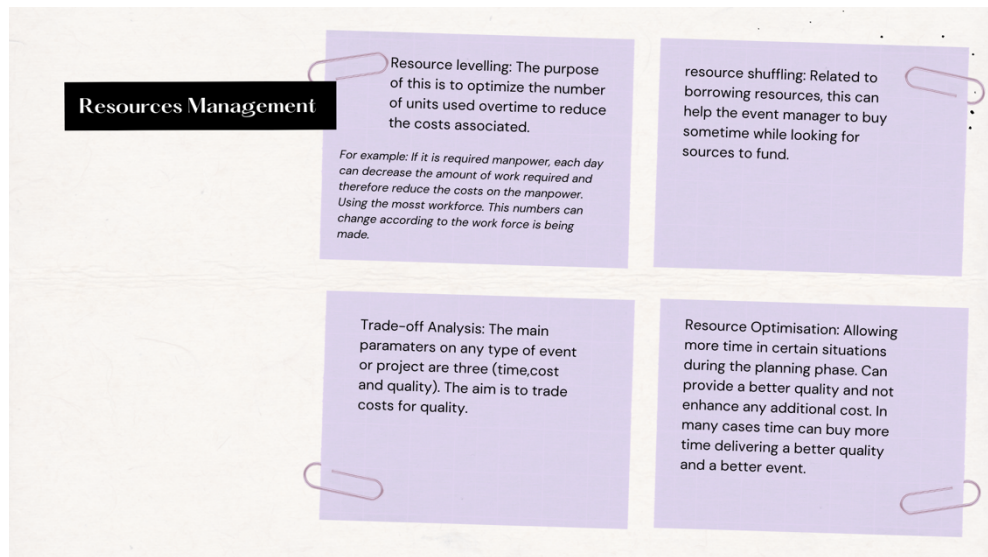 Resources Management
Resource levelling: The purpose
of this is to optimize the number
of units used overtime to reduce
the costs associated.
For example: If it is required manpower, each day
can decrease the amount of work required and
therefore reduce the costs on the manpower.
Using the mosst workforce. This numbers can
change according to the work force is being
made.
resource shuffling: Related to
borrowing resources, this can
help the event manager to buy
sometime while looking for
sources to fund.
Trade-off Analysis: The main
paramaters on any type of event
or project are three (time,cost
and quality). The aim is to trade
costs for quality.
Resource Optimisation: Allowing
more time in certain situations
during the planning phase. Can
provide a better quality and not
enhance any additional cost. In
many cases time can buy more
time delivering a better quality
and a better event.